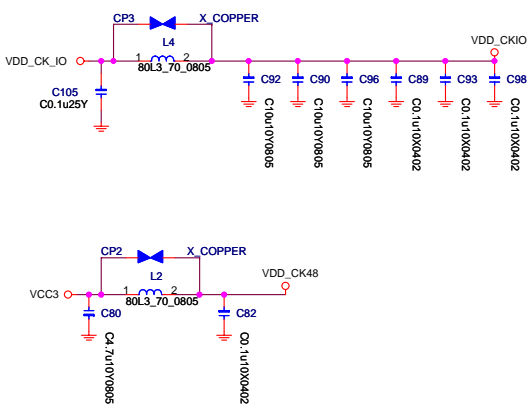 CP3 X_COPPER
VDD_CKIO
L4
VDD_CK_IO
1 2
80L3_70_0805
C105
C0.1u25Y
C92 C90 C96 C89 C93 C98
C10u10Y0805
C10u10Y0805
C10u10Y0805
C0.1u10X0402
C0.1u10X0402
C0.1u10X0402
CP2 X_COPPER
L2
VDD_CK48
VCC3
1 2
80L3_70_0805
C80
C82
C4.7u10Y0805
C0.1u10X0402